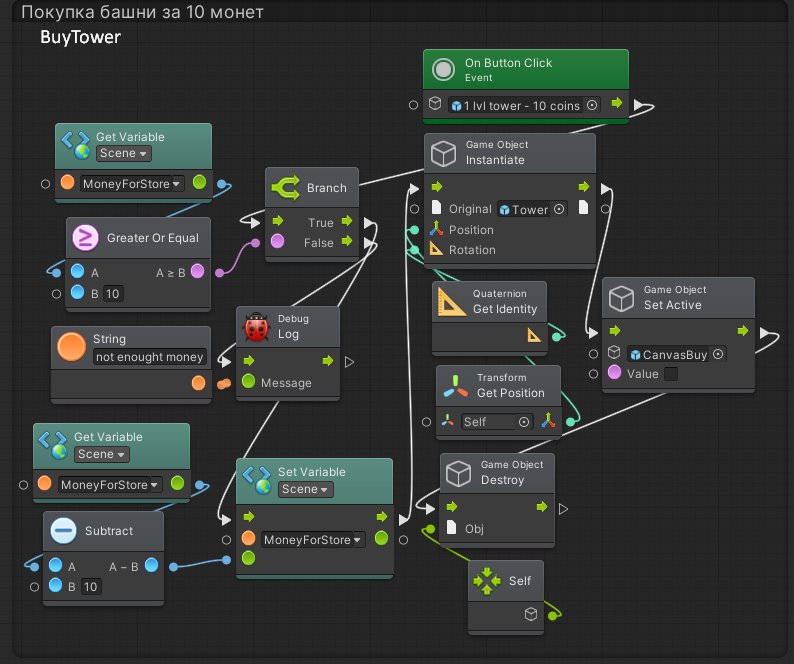 Покупка башни за 10 монет
BuyTower
On Button Click
Event
1 lvl tower - 10 coins
Get Variable
Scene
MoneyForStore
Game Object
Instantiate
Original Tower
Position
Rotation
Branch
True
False
Greater Or Equal
A A ≥ B
B 10
Quaternion
Get Identity
Game Object
Set Active
CanvasBuy
Value
Debug
Log
Message
String
not enought money
Transform
Get Position
Self
Get Variable
Scene
MoneyForStore
Set Variable
Scene
MoneyForStore
Game Object
Destroy
Obj
Subtract
A A − B
B 10
Self